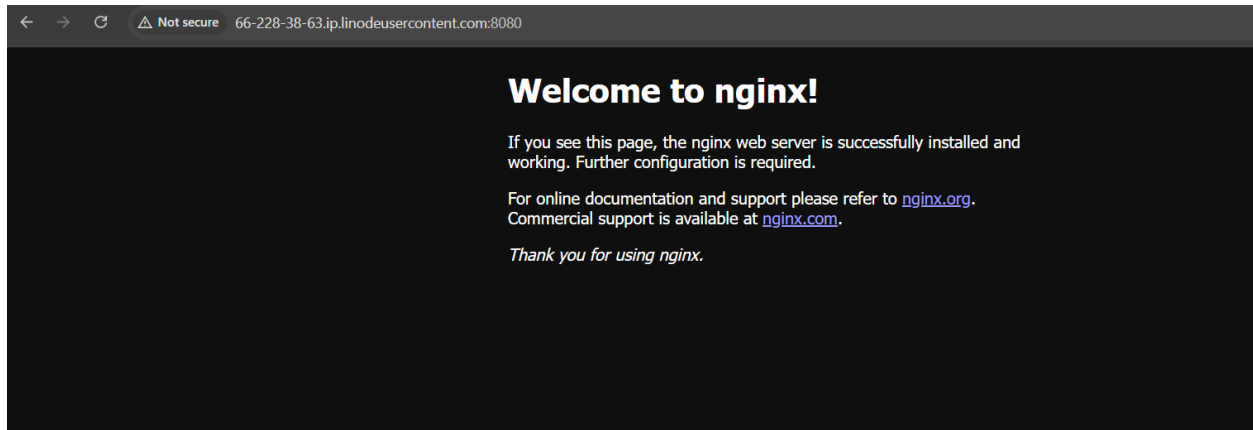 Not secure 66-228-38-63.ip.linodeusercontent.com:8080
Welcome to nginx!
If you see this page, the nginx web server is successfully installed and
working. Further configuration is required.
For online documentation and support please refer to nginx.org.
Commercial support is available at nginx.com.
Thank you for using nginx.